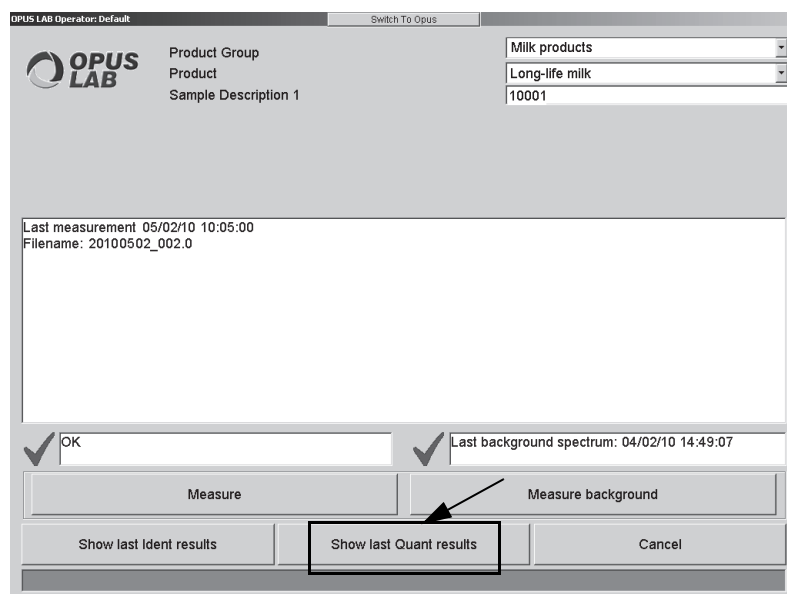 OPUS LAB Operator: Default
Switch To Opus
OPUS
LAB
Product Group
Milk products
Product
Long-life milk
Sample Description 1
10001
Last measurement 05/02/10 10:05:00
Filename: 20100502_002.0
OK
Last background spectrum: 04/02/10 14:49:07
Measure
Measure background
Show last Ident results
Show last Quant results
Cancel